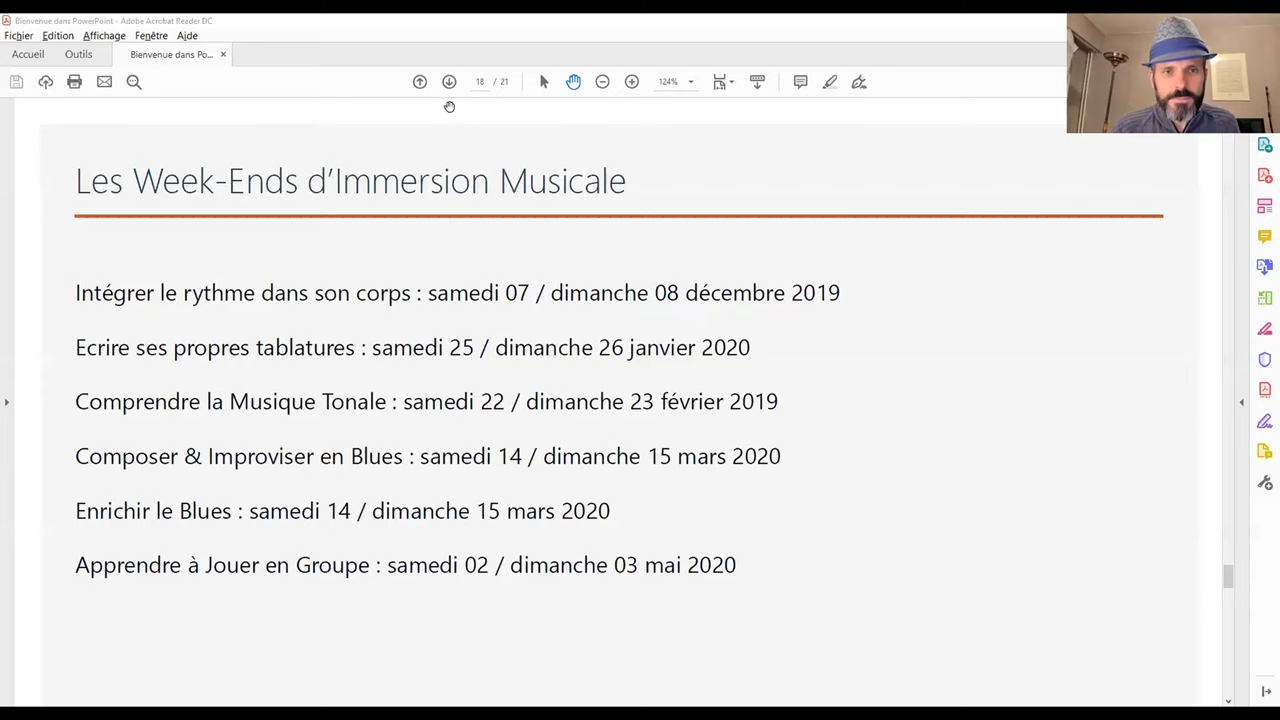 Bienvenue dans PowerPoint - Adobe Acrobat Reader DC
Fichier Edition Affichage Fenêtre Aide
Accueil Outils Bienvenue dans Po... ×
18 / 21 124%
Les Week-Ends d’Immersion Musicale
Intégrer le rythme dans son corps : samedi 07 / dimanche 08 décembre 2019
Ecrire ses propres tablatures : samedi 25 / dimanche 26 janvier 2020
Comprendre la Musique Tonale : samedi 22 / dimanche 23 février 2019
Composer & Improviser en Blues : samedi 14 / dimanche 15 mars 2020
Enrichir le Blues : samedi 14 / dimanche 15 mars 2020
Apprendre à Jouer en Groupe : samedi 02 / dimanche 03 mai 2020